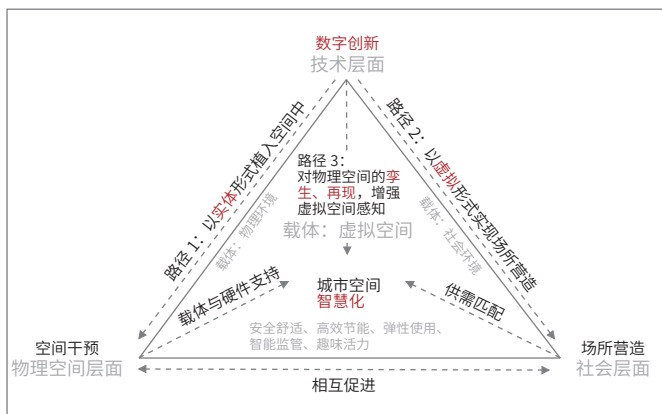 数字创新
技术层面
路径 1：以实体形式植入空间中
载体：物理环境
路径 2：以虚拟形式实现场所营造
载体：社会环境
路径 3：
对物理空间的孪
生、再现，增强
虚拟空间感知
载体：虚拟空间
城市空间
智慧化
载体与硬件支持
供需匹配
安全舒适、高效节能、弹性使用、
智能监管、趣味活力
空间干预
物理空间层面
场所营造
社会层面
相互促进